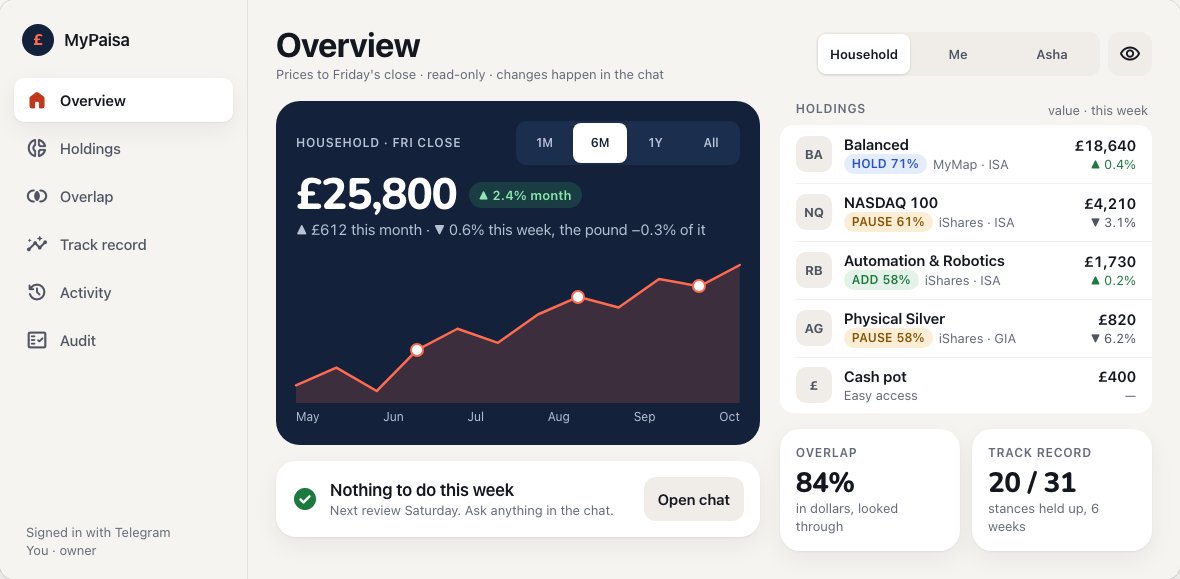 £ MyPaisa
Overview
Holdings
Overlap
Track record
Activity
Audit
Signed in with Telegram
You · owner
Overview
Prices to Friday's close · read-only · changes happen in the chat
Household Me Asha
HOUSEHOLD · FRI CLOSE
1M 6M 1Y All
£25,800 ▲ 2.4% month
▲ £612 this month · ▼ 0.6% this week, the pound −0.3% of it
May Jun Jul Aug Sep Oct
Nothing to do this week
Next review Saturday. Ask anything in the chat.
Open chat
HOLDINGS value · this week
BA Balanced £18,640
HOLD 71% MyMap · ISA ▲ 0.4%
NQ NASDAQ 100 £4,210
PAUSE 61% iShares · ISA ▼ 3.1%
RB Automation & Robotics £1,730
ADD 58% iShares · ISA ▲ 0.2%
AG Physical Silver £820
PAUSE 58% iShares · GIA ▼ 6.2%
£ Cash pot £400
Easy access —
OVERLAP
84%
in dollars, looked
through
TRACK RECORD
20 / 31
stances held up, 6
weeks